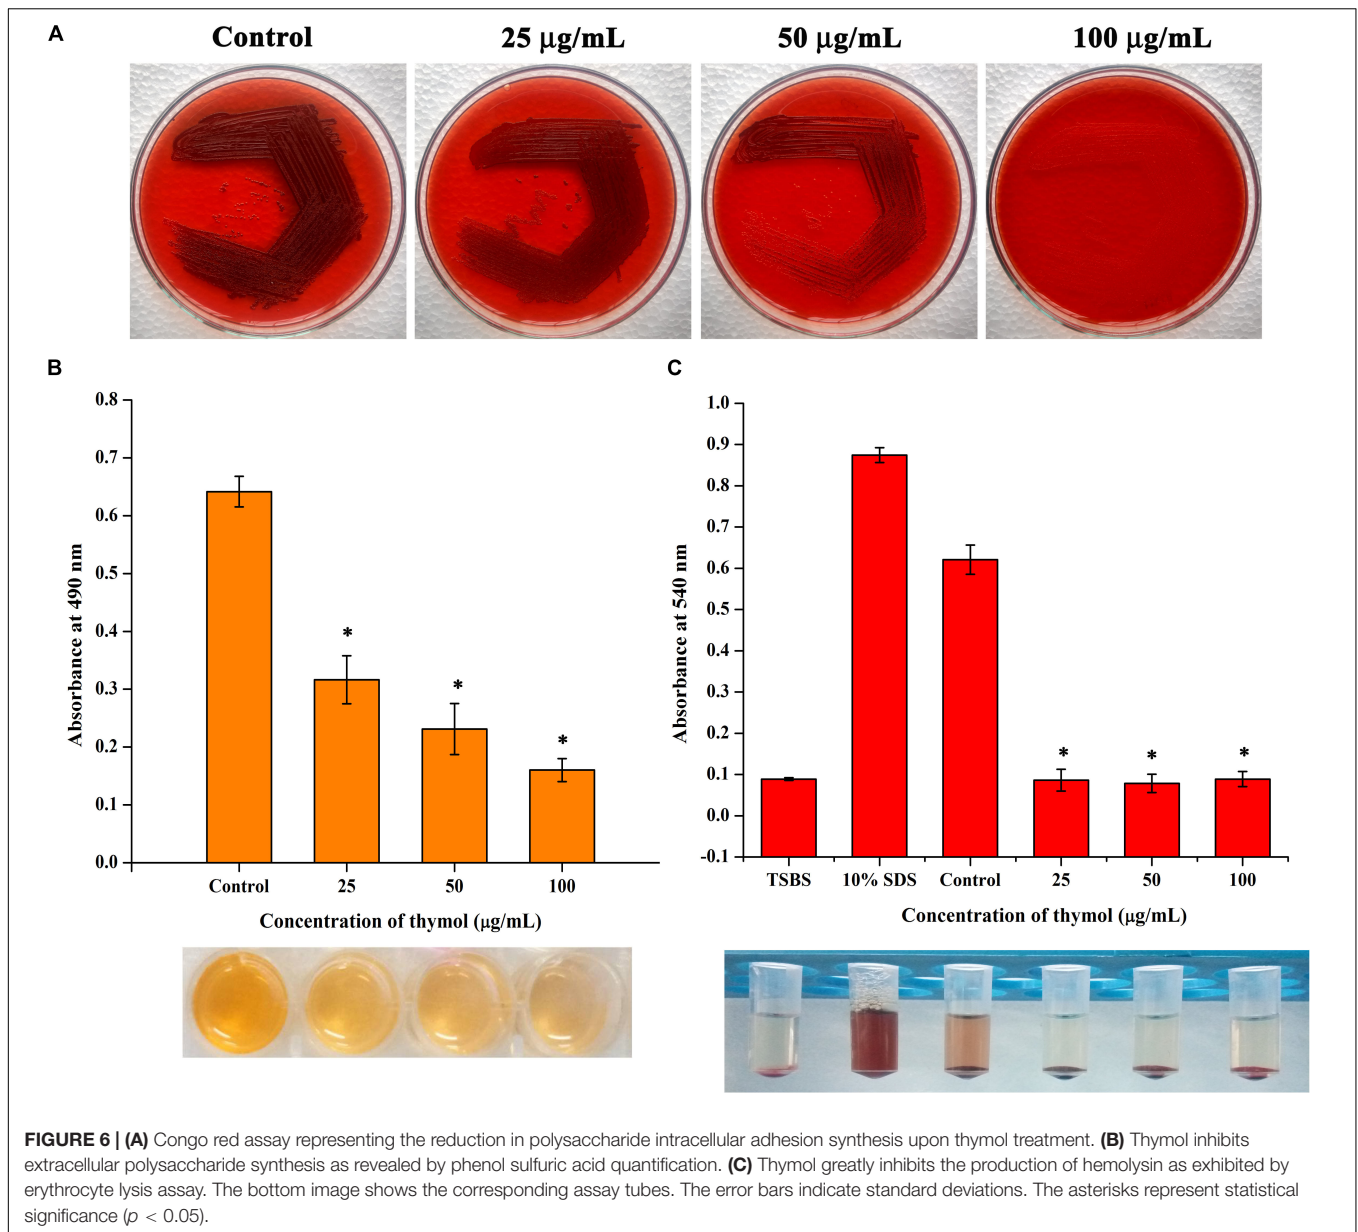 A
Control
25 μg/mL
50 μg/mL
100 μg/mL
B
0.8
0.7
0.6
0.5
0.4
0.3
0.2
0.1
0.0
Absorbance at 490 nm
*
*
*
Control
25
50
100
Concentration of thymol (μg/mL)
C
1.0
0.9
0.8
0.7
0.6
0.5
0.4
0.3
0.2
0.1
0.0
-0.1
Absorbance at 540 nm
*
*
*
TSBS
10% SDS
Control
25
50
100
Concentration of thymol (μg/mL)
FIGURE 6 | (A) Congo red assay representing the reduction in polysaccharide intracellular adhesion synthesis upon thymol treatment. (B) Thymol inhibits
extracellular polysaccharide synthesis as revealed by phenol sulfuric acid quantification. (C) Thymol greatly inhibits the production of hemolysin as exhibited by
erythrocyte lysis assay. The bottom image shows the corresponding assay tubes. The error bars indicate standard deviations. The asterisks represent statistical
significance (p < 0.05).